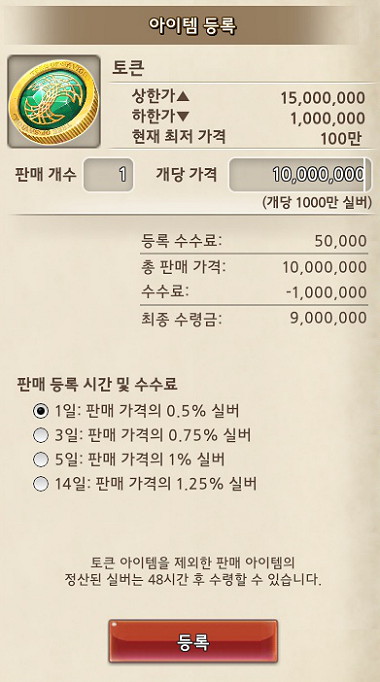 아이템 등록
토큰
상한가▲ 15,000,000
하한가▼ 1,000,000
현재 최저 가격 100만
판매 개수 1 개당 가격 10,000,000
(개당 1000만 실버)
등록 수수료: 50,000
총 판매 가격: 10,000,000
수수료: -1,000,000
최종 수령금: 9,000,000
판매 등록 시간 및 수수료
1일: 판매 가격의 0.5% 실버
3일: 판매 가격의 0.75% 실버
5일: 판매 가격의 1% 실버
14일: 판매 가격의 1.25% 실버
토큰 아이템을 제외한 판매 아이템의
정산된 실버는 48시간 후 수령할 수 있습니다.
등록